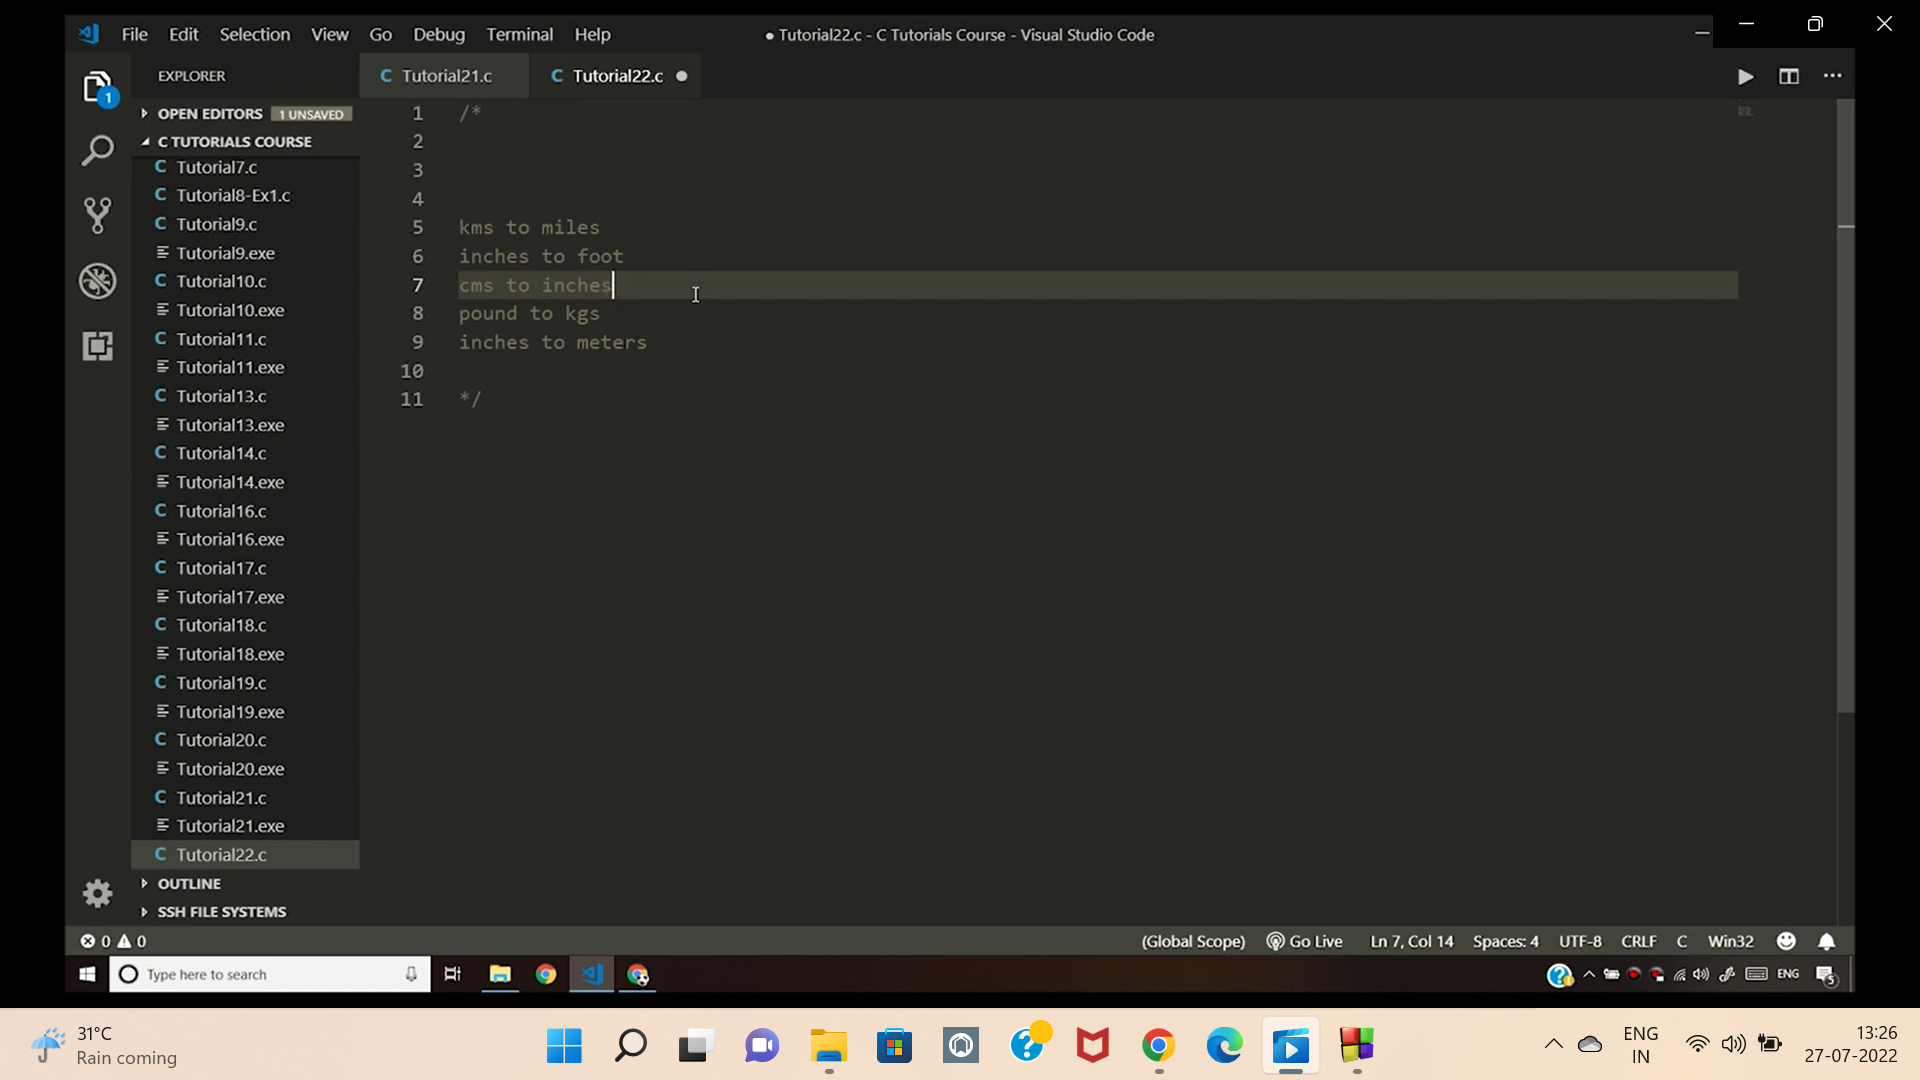 File Edit Selection View Go Debug Terminal Help
● Tutorial22.c - C Tutorials Course - Visual Studio Code
EXPLORER
C Tutorial21.c
C Tutorial22.c ●
1
OPEN EDITORS 1 UNSAVED
C TUTORIALS COURSE
C Tutorial7.c
C Tutorial8-Ex1.c
C Tutorial9.c
Tutorial9.exe
C Tutorial10.c
Tutorial10.exe
C Tutorial11.c
Tutorial11.exe
C Tutorial13.c
Tutorial13.exe
C Tutorial14.c
Tutorial14.exe
C Tutorial16.c
Tutorial16.exe
C Tutorial17.c
Tutorial17.exe
C Tutorial18.c
Tutorial18.exe
C Tutorial19.c
Tutorial19.exe
C Tutorial20.c
Tutorial20.exe
C Tutorial21.c
Tutorial21.exe
C Tutorial22.c
OUTLINE
SSH FILE SYSTEMS
1 /*
2
3
4
5 kms to miles
6 inches to foot
7 cms to inches
8 pound to kgs
9 inches to meters
10
11 */
0 0
(Global Scope) Go Live Ln 7, Col 14 Spaces: 4 UTF-8 CRLF C Win32
Type here to search
ENG
5
31°C
Rain coming
ENG
IN
13:26
27-07-2022